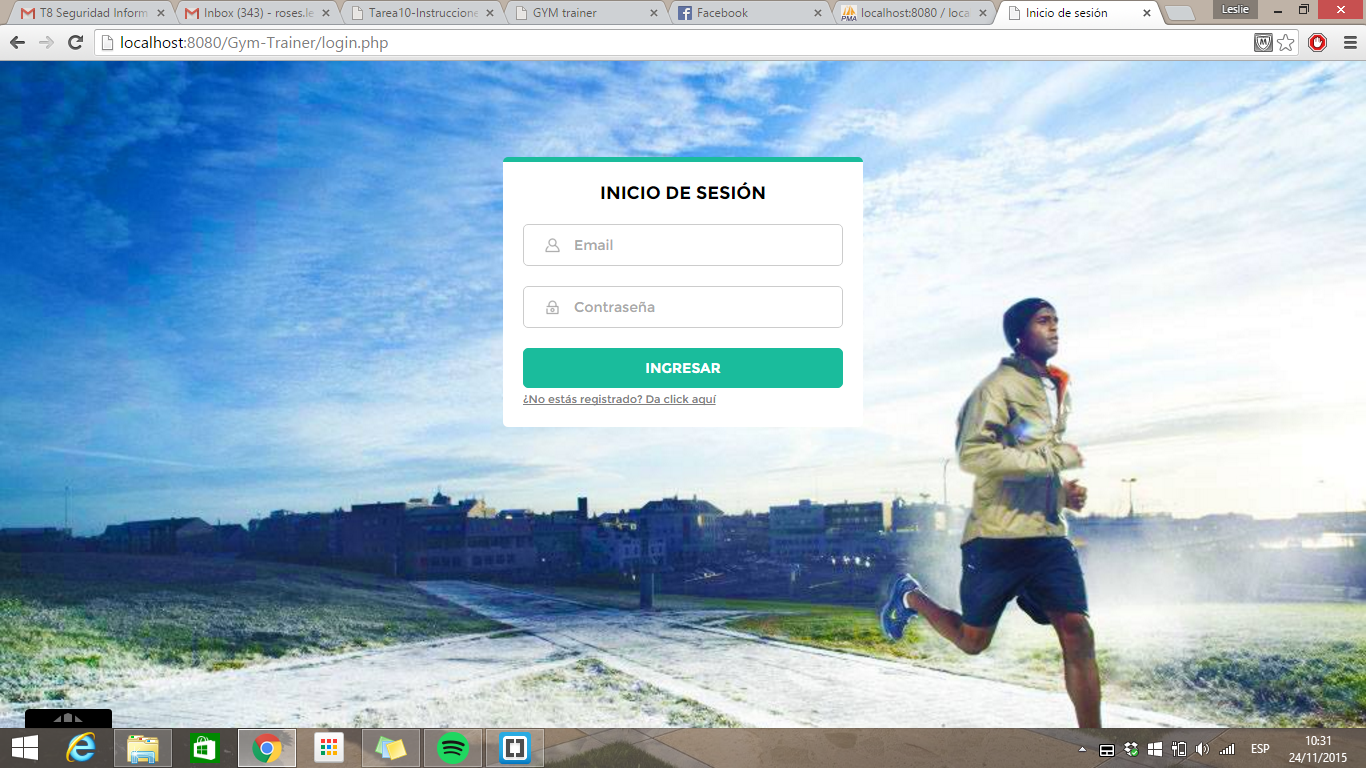 T8 Seguridad Inform
Inbox (343) - roses.le
Tarea10-Instruccione
GYM trainer
Facebook
PMA
localhost:8080 / loca
Inicio de sesión
Leslie
localhost:8080/Gym-Trainer/login.php
INICIO DE SESIÓN
Email
Contraseña
INGRESAR
¿No estás registrado? Da click aquí
ESP
10:31
24/11/2015